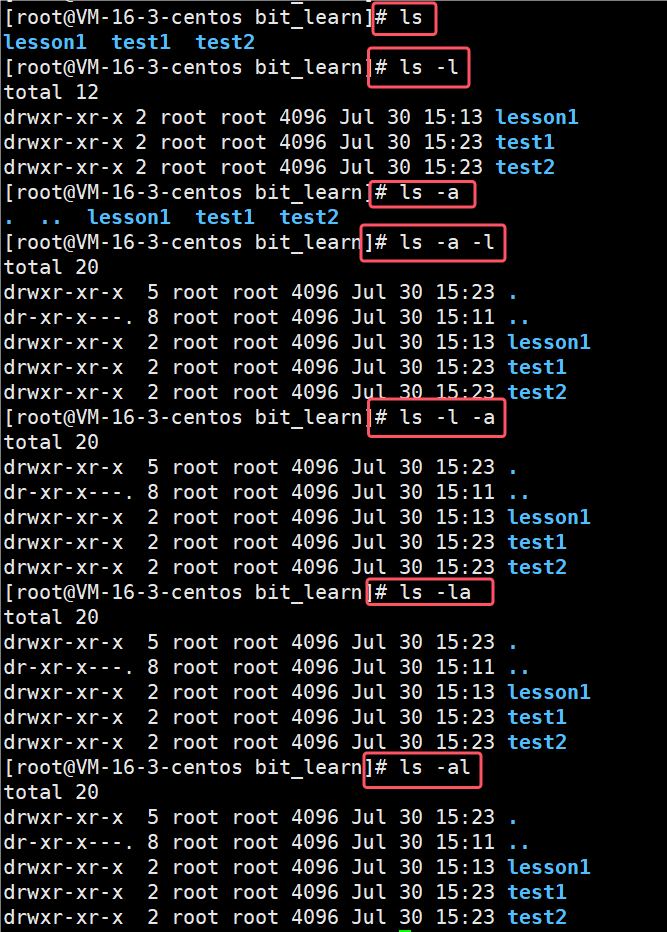 [root@VM-16-3-centos bit_learn]# ls
lesson1  test1  test2
[root@VM-16-3-centos bit_learn]# ls -l
total 12
drwxr-xr-x 2 root root 4096 Jul 30 15:13 lesson1
drwxr-xr-x 2 root root 4096 Jul 30 15:23 test1
drwxr-xr-x 2 root root 4096 Jul 30 15:23 test2
[root@VM-16-3-centos bit_learn]# ls -a
.  ..  lesson1  test1  test2
[root@VM-16-3-centos bit_learn]# ls -a -l
total 20
drwxr-xr-x  5 root root 4096 Jul 30 15:23 .
dr-xr-x---. 8 root root 4096 Jul 30 15:11 ..
drwxr-xr-x  2 root root 4096 Jul 30 15:13 lesson1
drwxr-xr-x  2 root root 4096 Jul 30 15:23 test1
drwxr-xr-x  2 root root 4096 Jul 30 15:23 test2
[root@VM-16-3-centos bit_learn]# ls -l -a
total 20
drwxr-xr-x  5 root root 4096 Jul 30 15:23 .
dr-xr-x---. 8 root root 4096 Jul 30 15:11 ..
drwxr-xr-x  2 root root 4096 Jul 30 15:13 lesson1
drwxr-xr-x  2 root root 4096 Jul 30 15:23 test1
drwxr-xr-x  2 root root 4096 Jul 30 15:23 test2
[root@VM-16-3-centos bit_learn]# ls -la
total 20
drwxr-xr-x  5 root root 4096 Jul 30 15:23 .
dr-xr-x---. 8 root root 4096 Jul 30 15:11 ..
drwxr-xr-x  2 root root 4096 Jul 30 15:13 lesson1
drwxr-xr-x  2 root root 4096 Jul 30 15:23 test1
drwxr-xr-x  2 root root 4096 Jul 30 15:23 test2
[root@VM-16-3-centos bit_learn]# ls -al
total 20
drwxr-xr-x  5 root root 4096 Jul 30 15:23 .
dr-xr-x---. 8 root root 4096 Jul 30 15:11 ..
drwxr-xr-x  2 root root 4096 Jul 30 15:13 lesson1
drwxr-xr-x  2 root root 4096 Jul 30 15:23 test1
drwxr-xr-x  2 root root 4096 Jul 30 15:23 test2